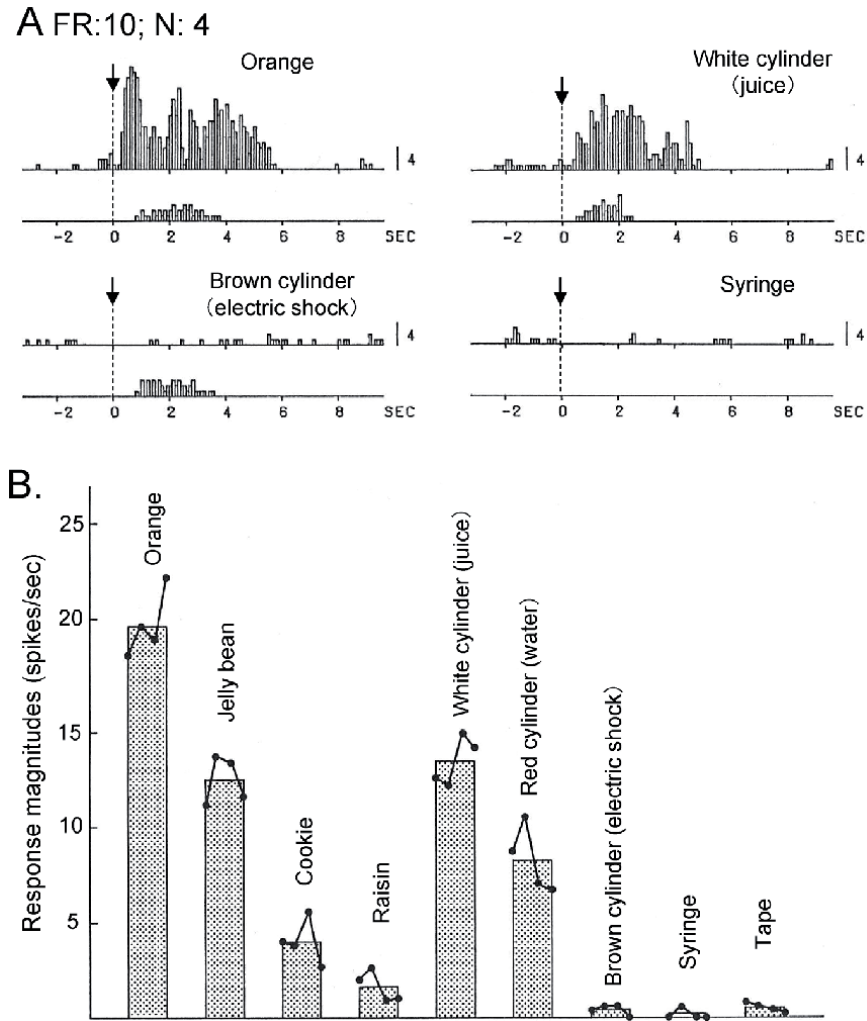 A FR:10; N: 4
Orange
4
-2 0 2 4 6 8 SEC
White cylinder
(juice)
4
-2 0 2 4 6 8 SEC
Brown cylinder
(electric shock)
4
-2 0 2 4 6 8 SEC
Syringe
4
-2 0 2 4 6 8 SEC
B.
Response magnitudes (spikes/sec)
25
20
15
10
5
Orange
Jelly bean
Cookie
Raisin
White cylinder (juice)
Red cylinder (water)
Brown cylinder (electric shock)
Syringe
Tape